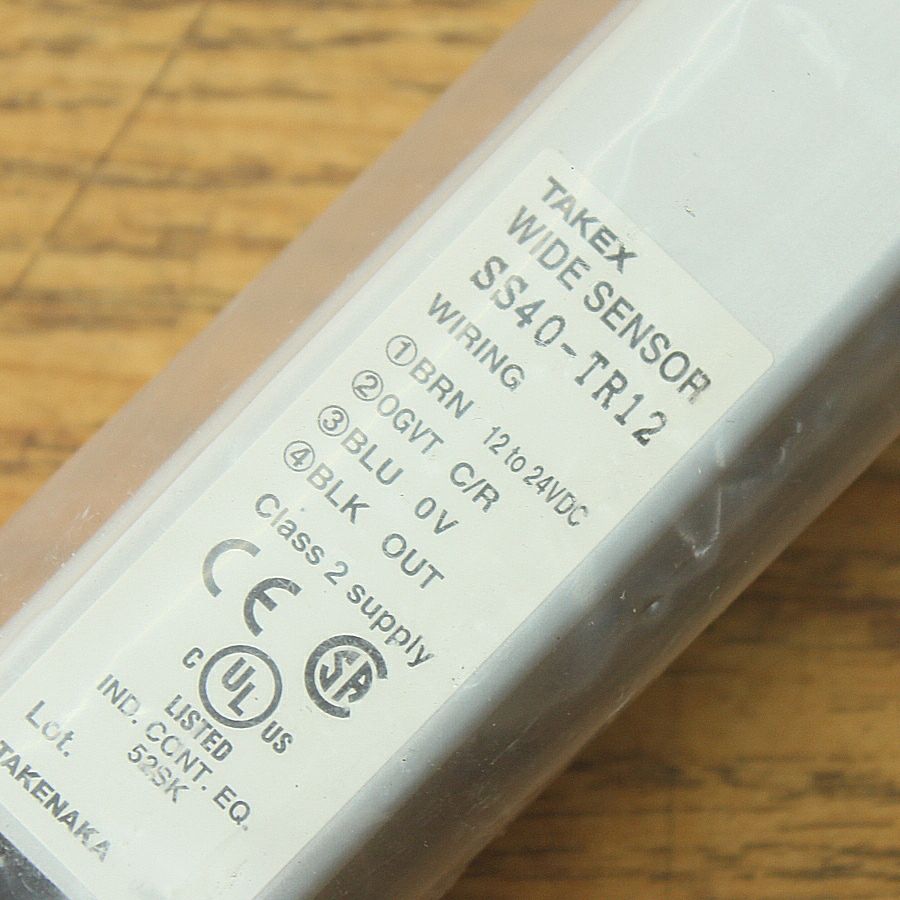 TAKEX
WIDE SENSOR
SS40-TR12
WIRING
①BRN 12 to 24VDC
②OGVT C/R
③BLU 0V
④BLK OUT
Class 2 supply
CE
C UL US
LISTED
SA
IND. CONT. EQ.
52SK
Lot.
TAKENAKA